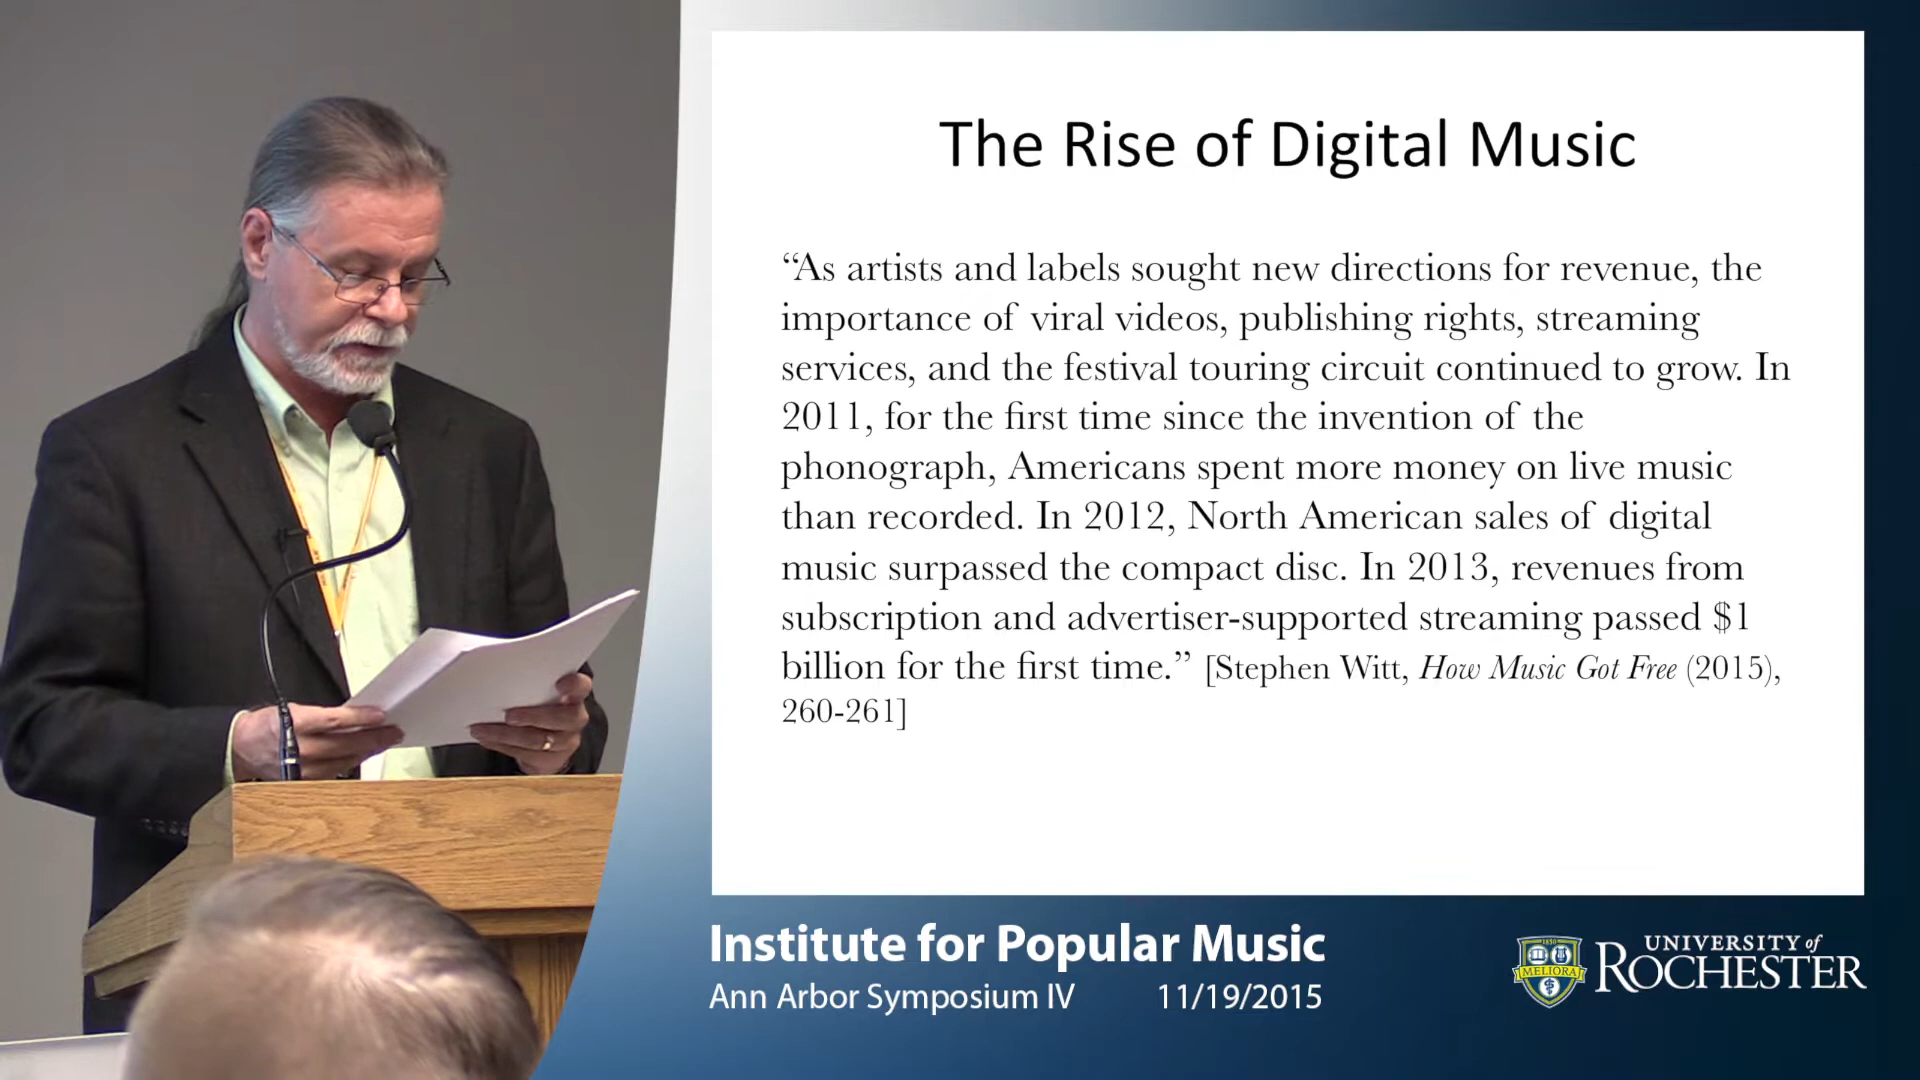 The Rise of Digital Music
“As artists and labels sought new directions for revenue, the
importance of viral videos, publishing rights, streaming
services, and the festival touring circuit continued to grow. In
2011, for the first time since the invention of the
phonograph, Americans spent more money on live music
than recorded. In 2012, North American sales of digital
music surpassed the compact disc. In 2013, revenues from
subscription and advertiser-supported streaming passed $1
billion for the first time.” [Stephen Witt, How Music Got Free (2015),
260-261]
Institute for Popular Music
Ann Arbor Symposium IV 11/19/2015
1850
MELIORA
UNIVERSITY of
ROCHESTER